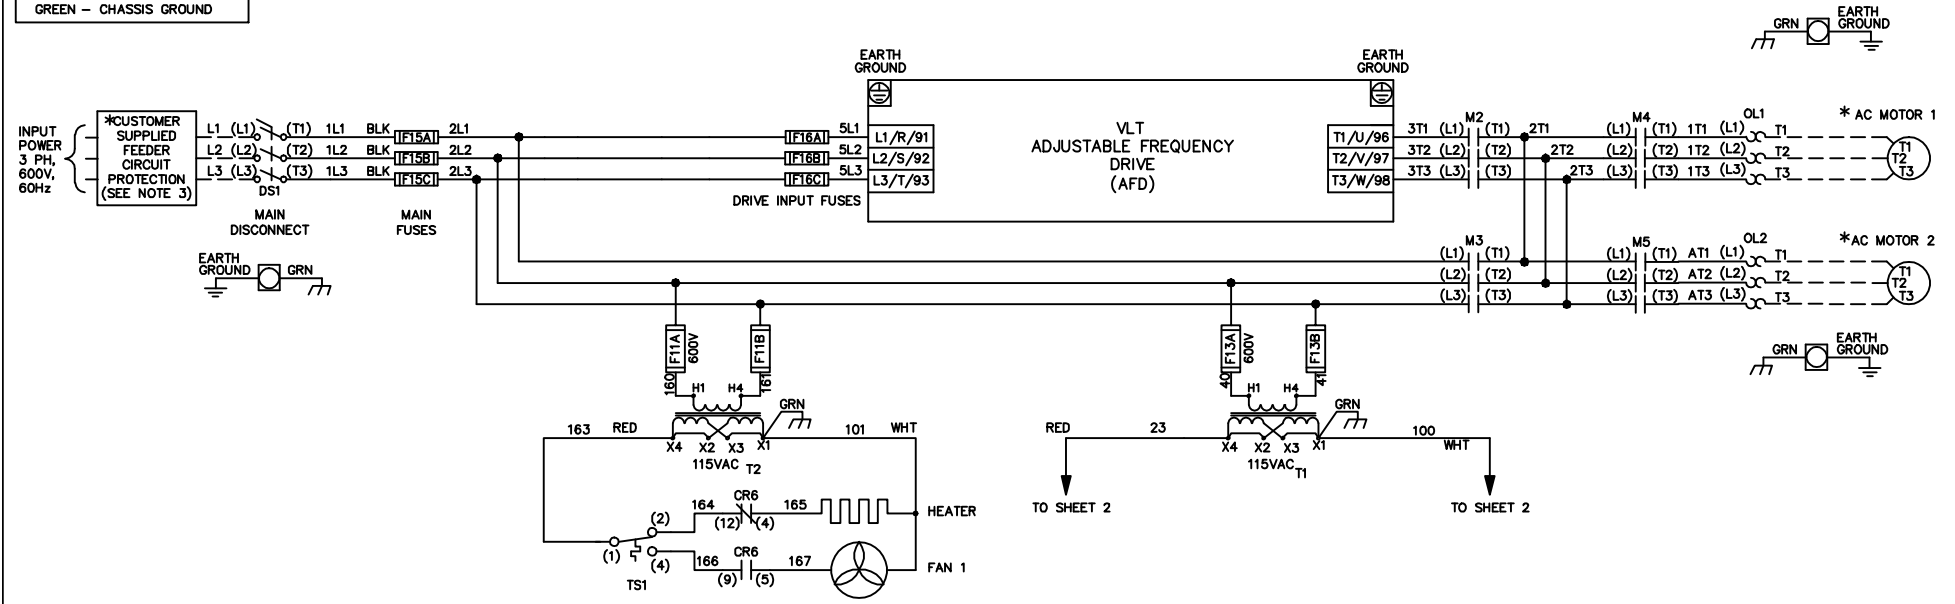 GREEN – CHASSIS GROUND
GRN
EARTH
GROUND
EARTH
GROUND
EARTH
GROUND
INPUT
POWER
3 PH,
600V,
60Hz
*CUSTOMER
SUPPLIED
FEEDER
CIRCUIT
PROTECTION
(SEE NOTE 3)
L1 (L1) (T1) 1L1 BLK F15A 2L1
L2 (L2) (T2) 1L2 BLK F15B 2L2
L3 (L3) (T3) 1L3 BLK F15C 2L3
DS1
MAIN
DISCONNECT
MAIN
FUSES
F16A 5L1 L1/R/91
F16B 5L2 L2/S/92
F16C 5L3 L3/T/93
DRIVE INPUT FUSES
VLT
ADJUSTABLE FREQUENCY
DRIVE
(AFD)
M2 M4 OL1 * AC MOTOR 1
T1/U/96 3T1 (L1) (T1) 2T1 (L1) (T1) 1T1 (L1) T1
T2/V/97 3T2 (L2) (T2) 2T2 (L2) (T2) 1T2 (L2) T2
T3/W/98 3T3 (L3) (T3) 2T3 (L3) (T3) 1T3 (L3) T3
T1
T2
T3
EARTH
GROUND GRN
M3 M5 OL2 *AC MOTOR 2
(L1) (T1) (L1) (T1) AT1 (L1) T1
(L2) (T2) (L2) (T2) AT2 (L2) T2
(L3) (T3) (L3) (T3) AT3 (L3) T3
T1
T2
T3
GRN
EARTH
GROUND
F11A
600V
F11B
160
161
H1 H4
GRN
163 RED
101 WHT
X4 X2 X3 X1
115VAC T2
F13A
600V
F13B
40
41
H1 H4
GRN
RED 23
100
WHT
X4 X2 X3 X1
115VAC T1
TO SHEET 2
TO SHEET 2
164 CR6 165
(12) (4)
HEATER
(2)
(1)
(4)
TS1
166 CR6 167
(9) (5)
FAN 1